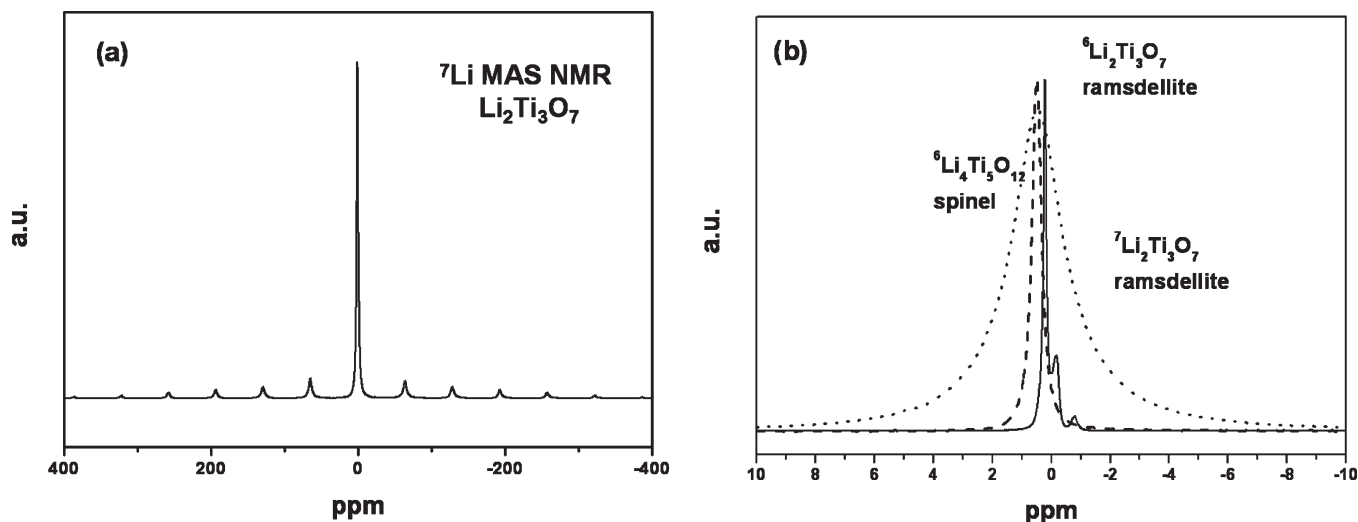 (a)
⁷Li MAS NMR
Li₂Ti₃O₇
a.u.
400 200 0 -200 -400
ppm
(b)
⁶Li₂Ti₃O₇
ramsdellite
⁶Li₄Ti₅O₁₂
spinel
⁷Li₂Ti₃O₇
ramsdellite
a.u.
10 8 6 4 2 0 -2 -4 -6 -8 -10
ppm